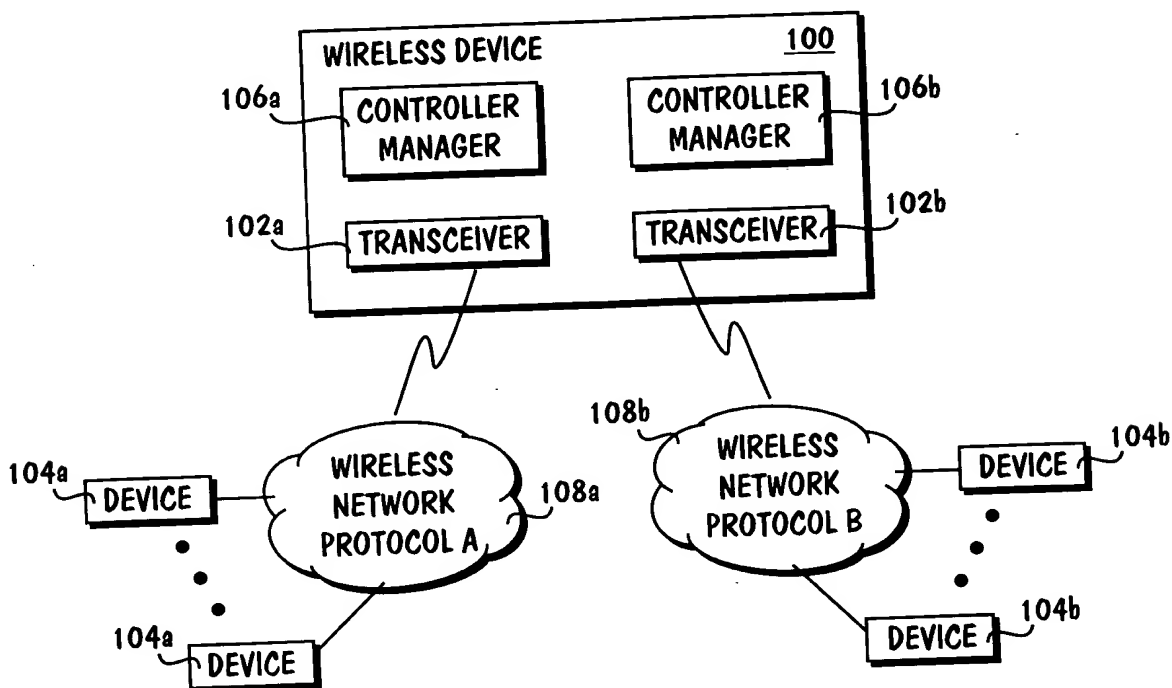 WIRELESS DEVICE
100
106a
CONTROLLER
MANAGER
CONTROLLER
MANAGER
106b
102a
TRANSCEIVER
TRANSCEIVER
102b
108b
104a
DEVICE
WIRELESS
NETWORK
PROTOCOL A
108a
WIRELESS
NETWORK
PROTOCOL B
DEVICE
104b
104a
DEVICE
DEVICE
104b